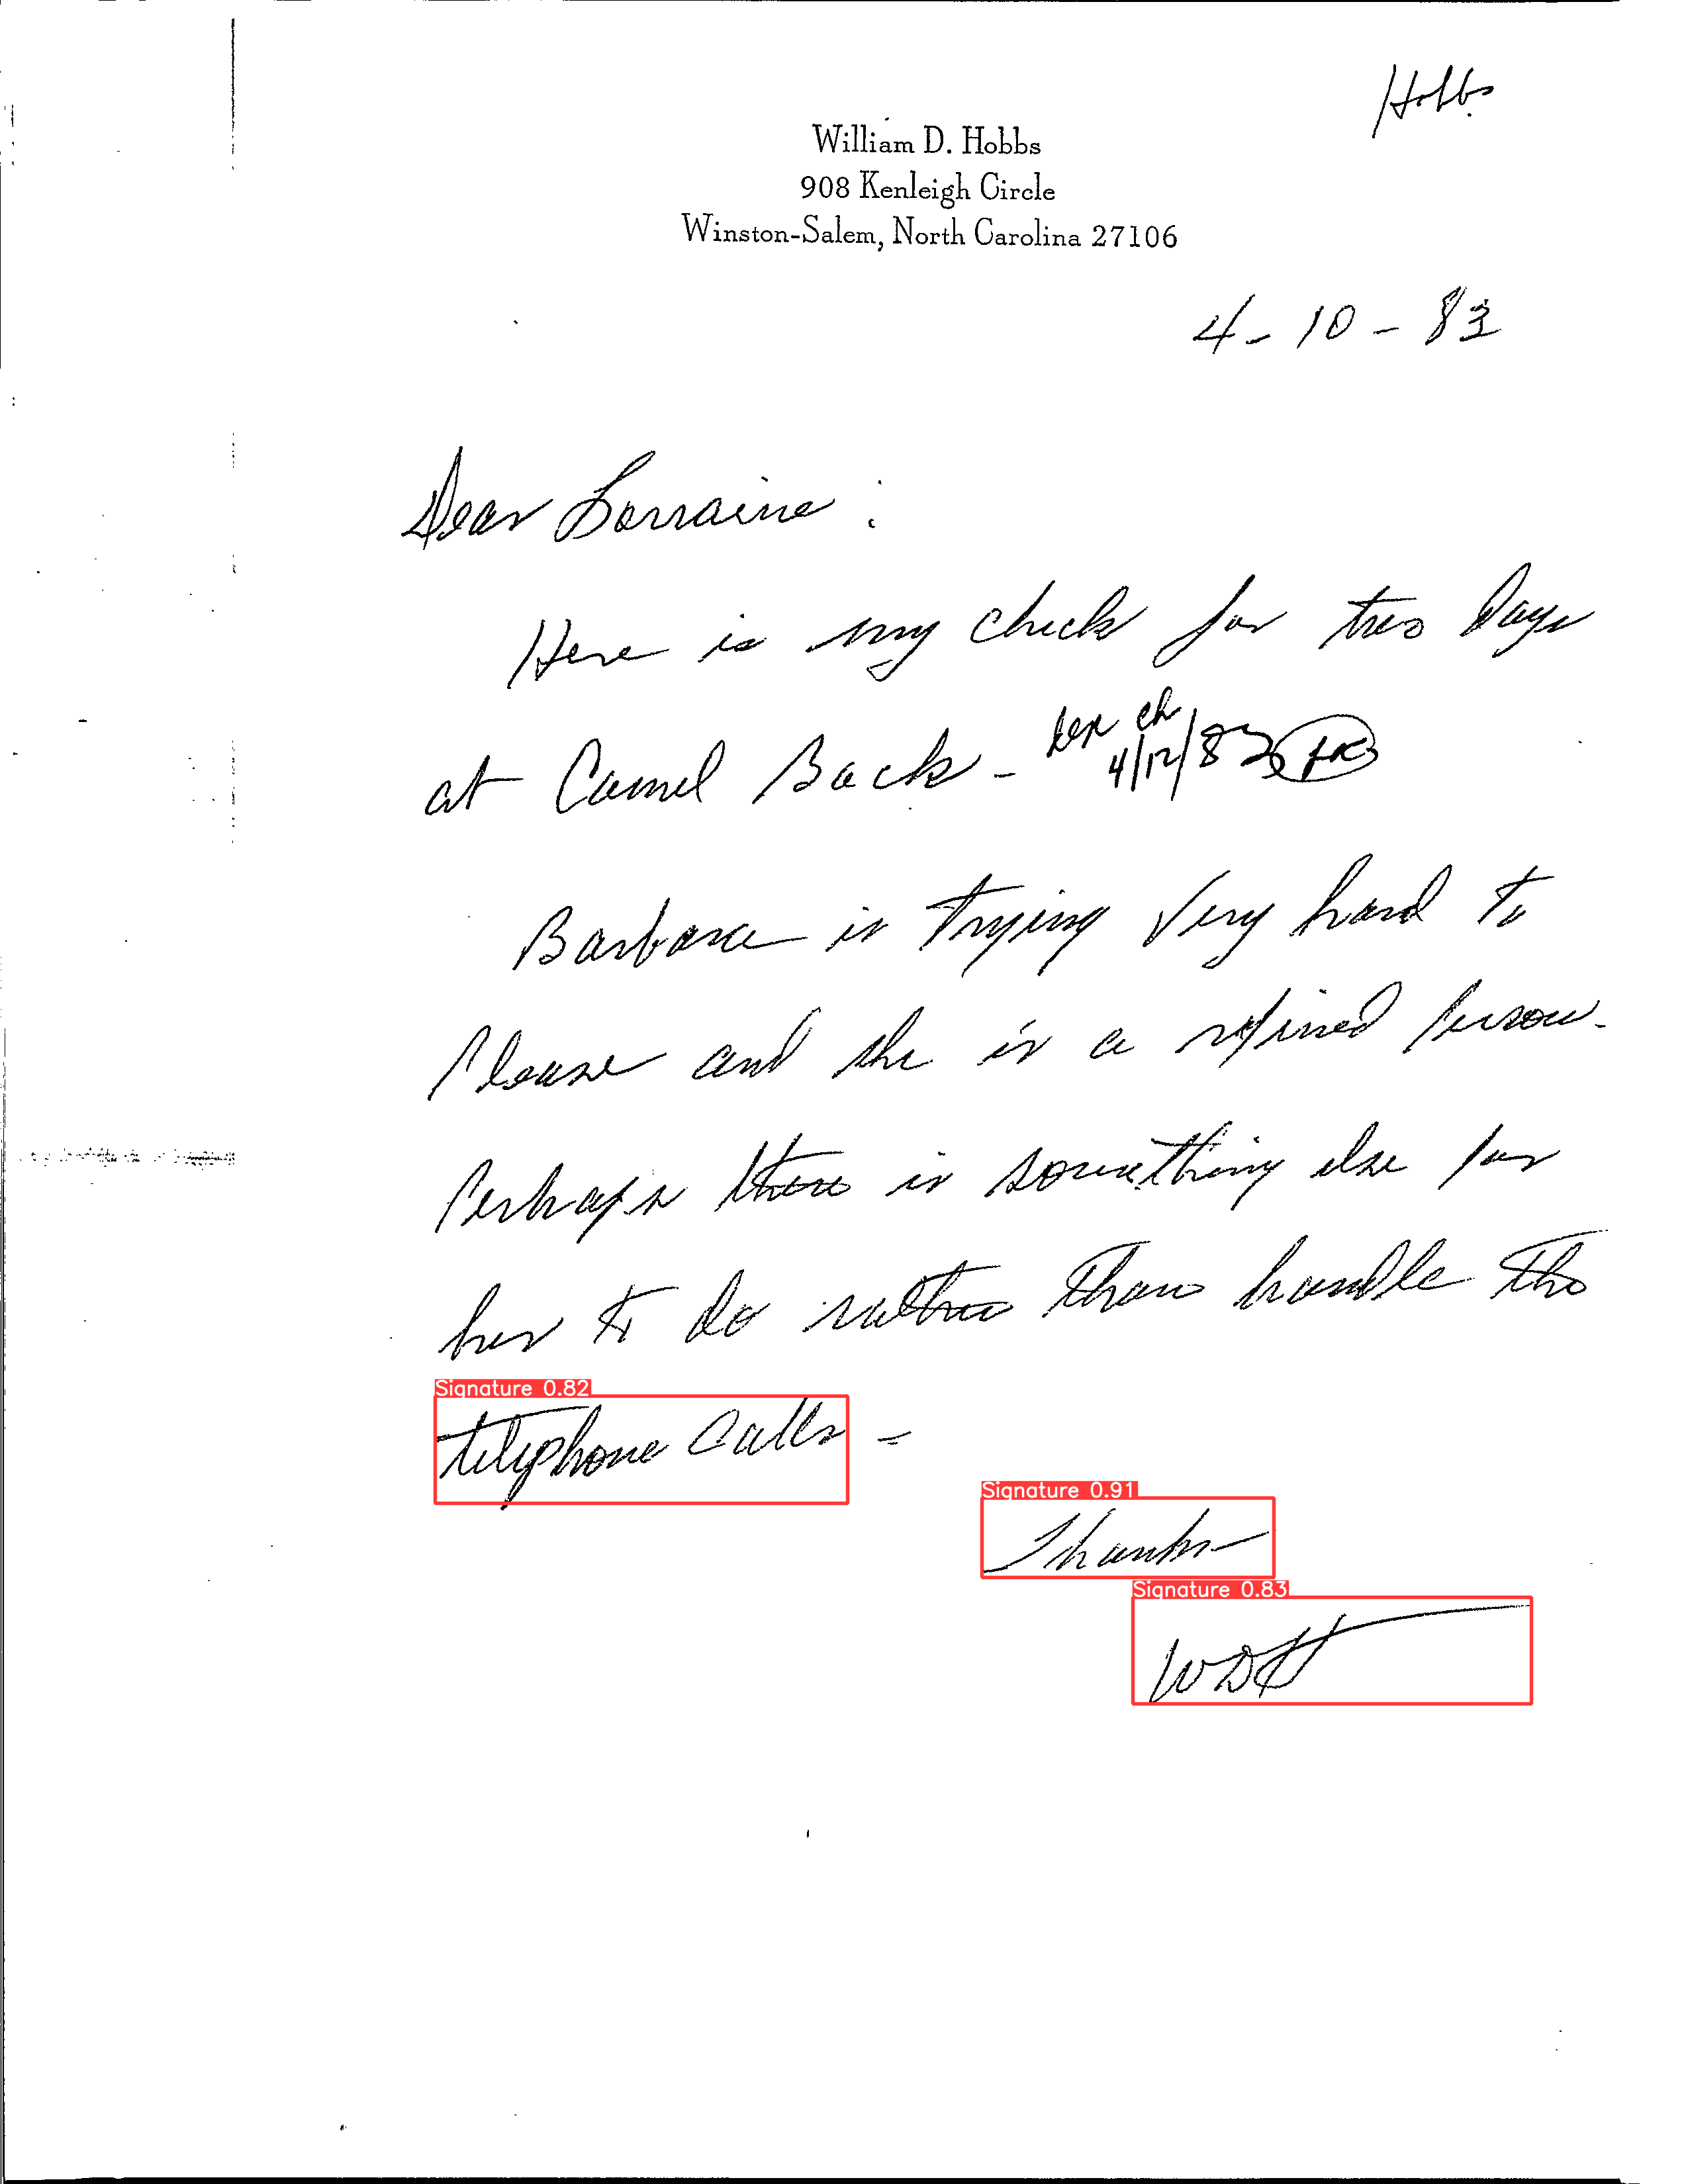 Hobbs
William D. Hobbs
908 Kenleigh Circle
Winston-Salem, North Carolina 27106
4-10-83
Dear Lorraine:
Here is my check for two days
at Camel Back -
ch
4/12/83
Barbara is trying very hard to
please and she is a refined person.
Perhaps there is something else for
her to do rather than handle the
Signature 0.82
telephone calls -
Signature 0.91
Thanks
Signature 0.83
WDH